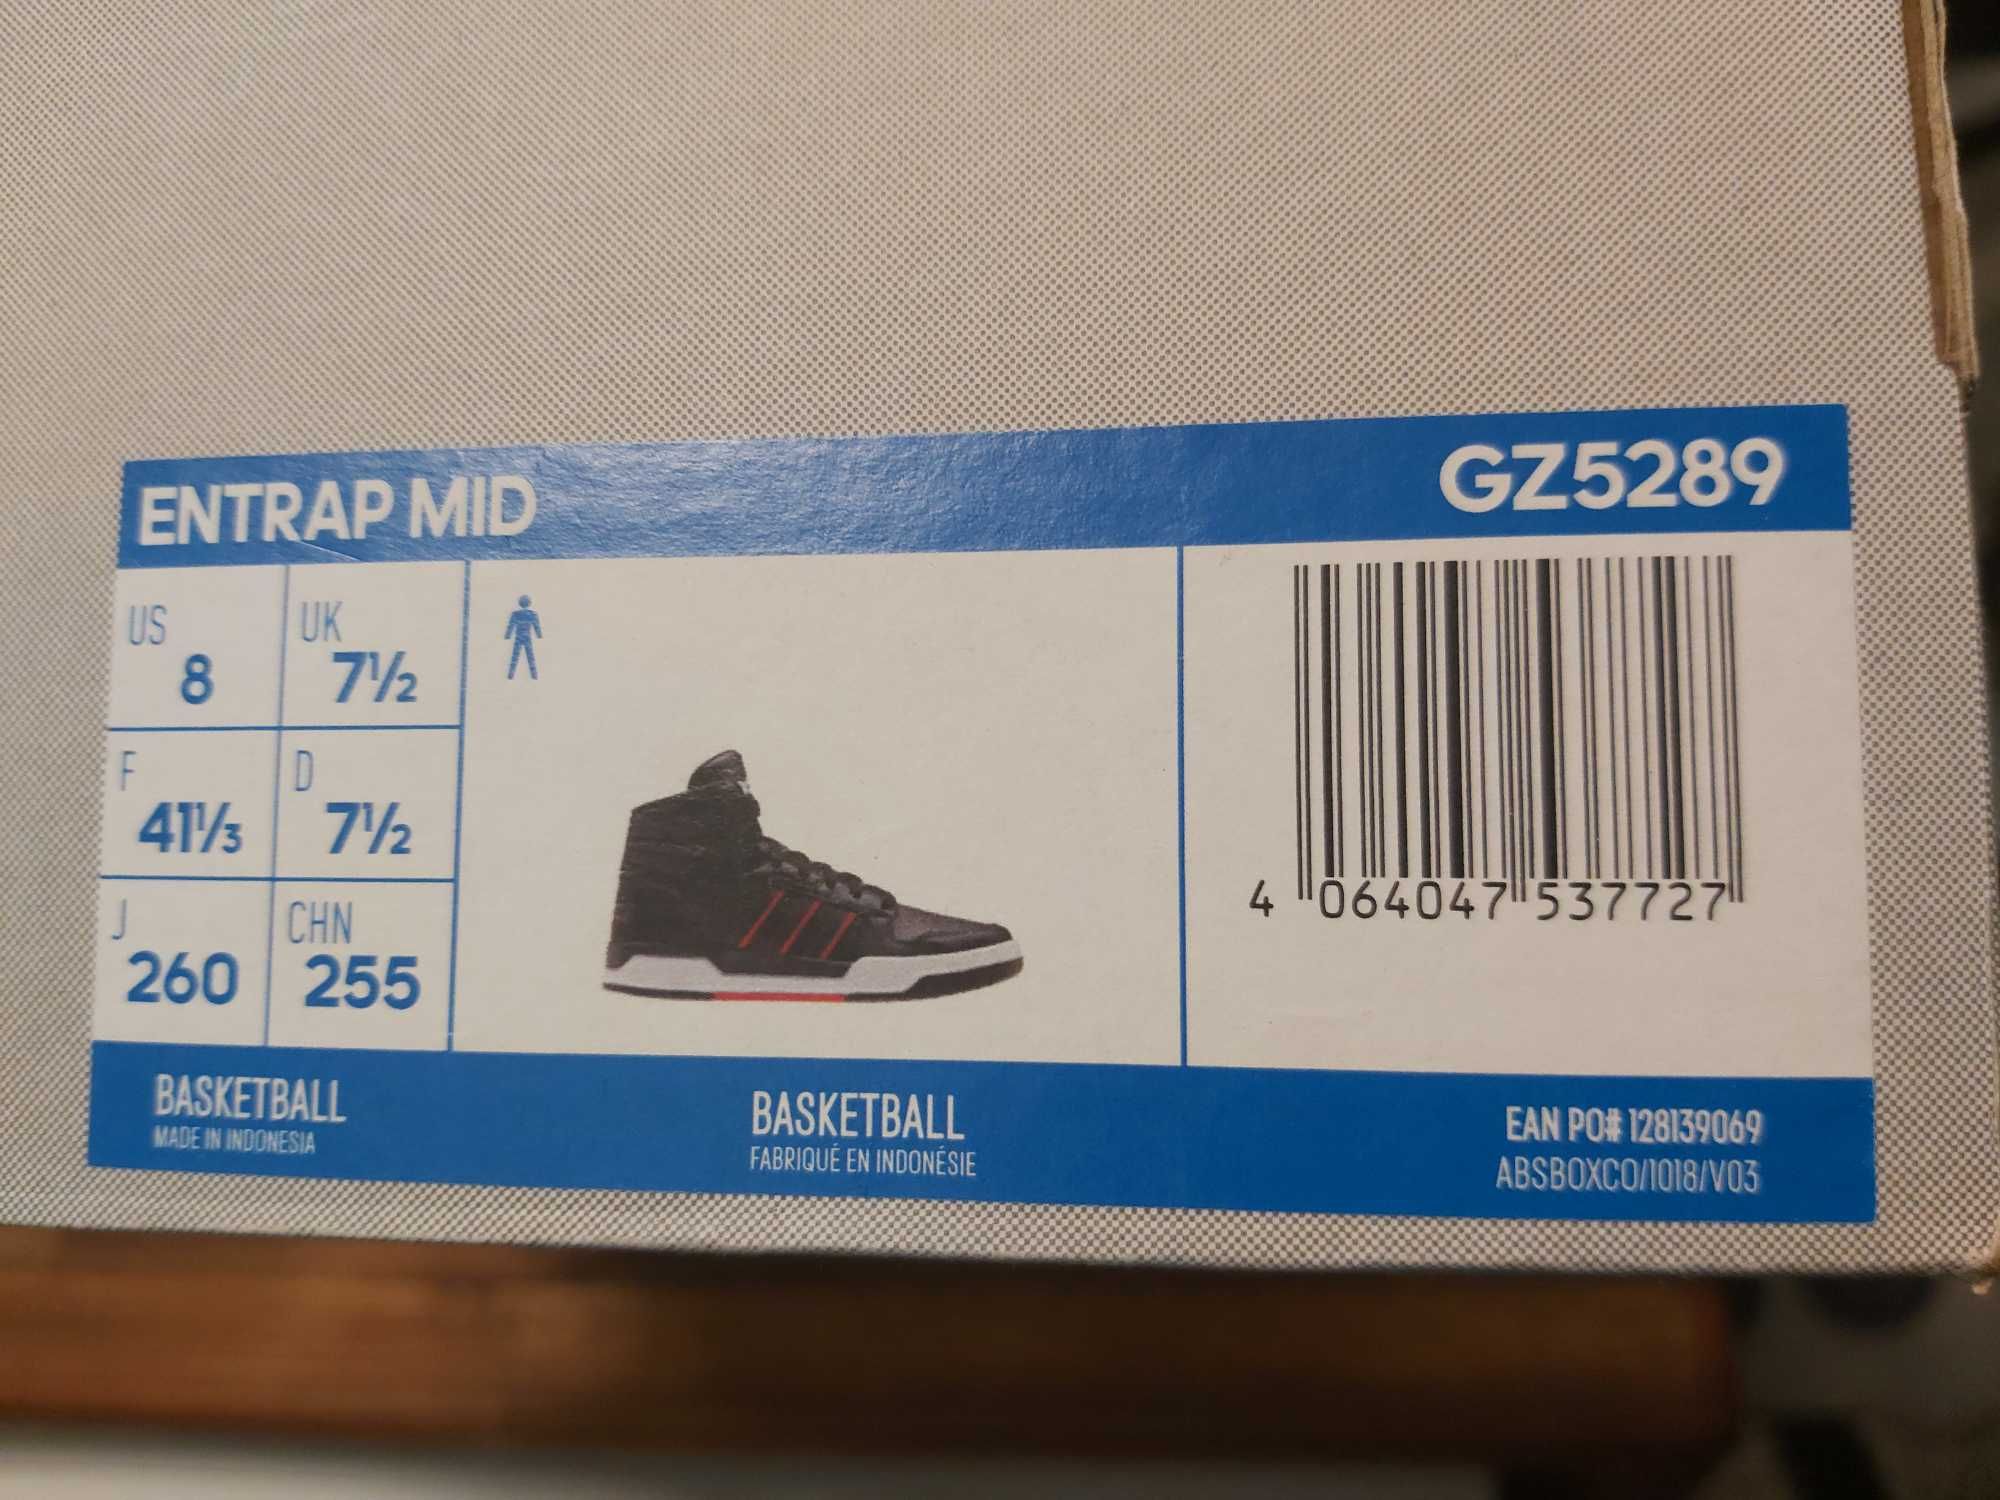 ENTRAP MID
GZ5289
US 8
UK 7½
F 41⅓
D 7½
J 260
CHN 255
4 064047 537727
BASKETBALL
MADE IN INDONESIA
BASKETBALL
FABRIQUÉ EN INDONÉSIE
EAN PO# 128139069
ABSBOXCO/1018/V03